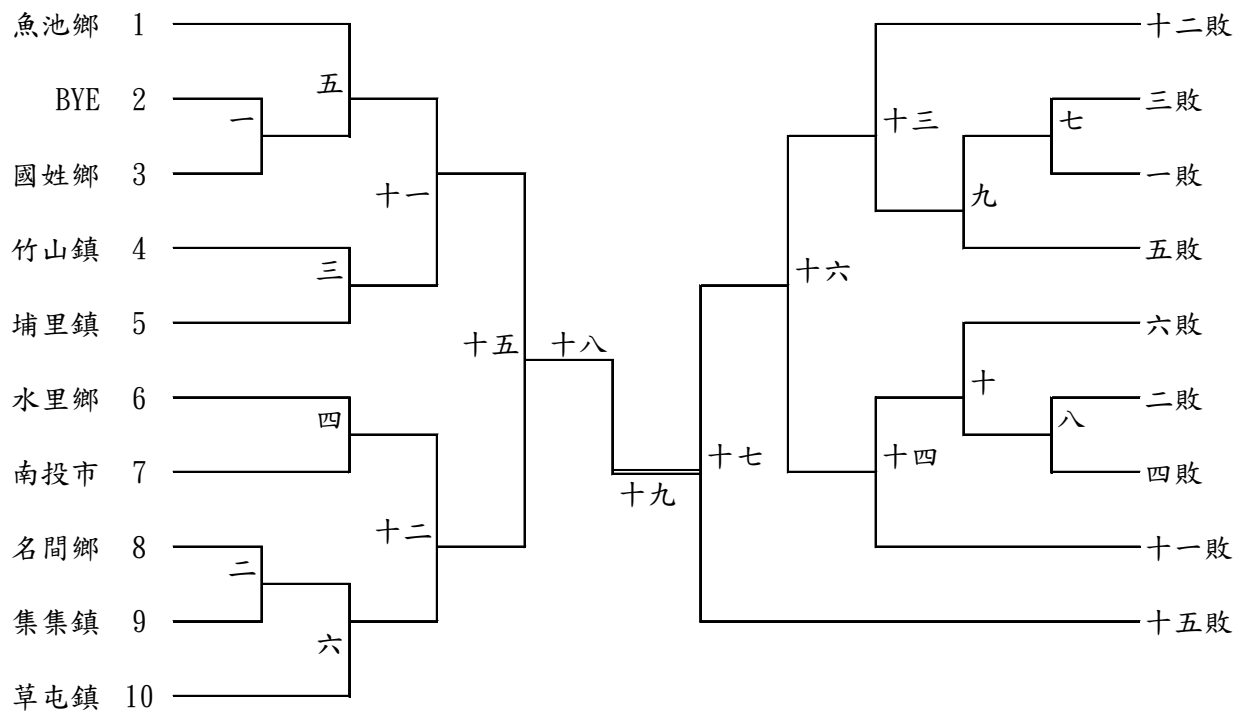 魚池鄉 1
BYE 2
國姓鄉 3
竹山鎮 4
埔里鎮 5
水里鄉 6
南投市 7
名間鄉 8
集集鎮 9
草屯鎮 10
一
二
三
四
五
六
十一
十二
十五
十八
十九
十七
十六
十三
十四
九
十
七
八
十二敗
三敗
一敗
五敗
六敗
二敗
四敗
十一敗
十五敗